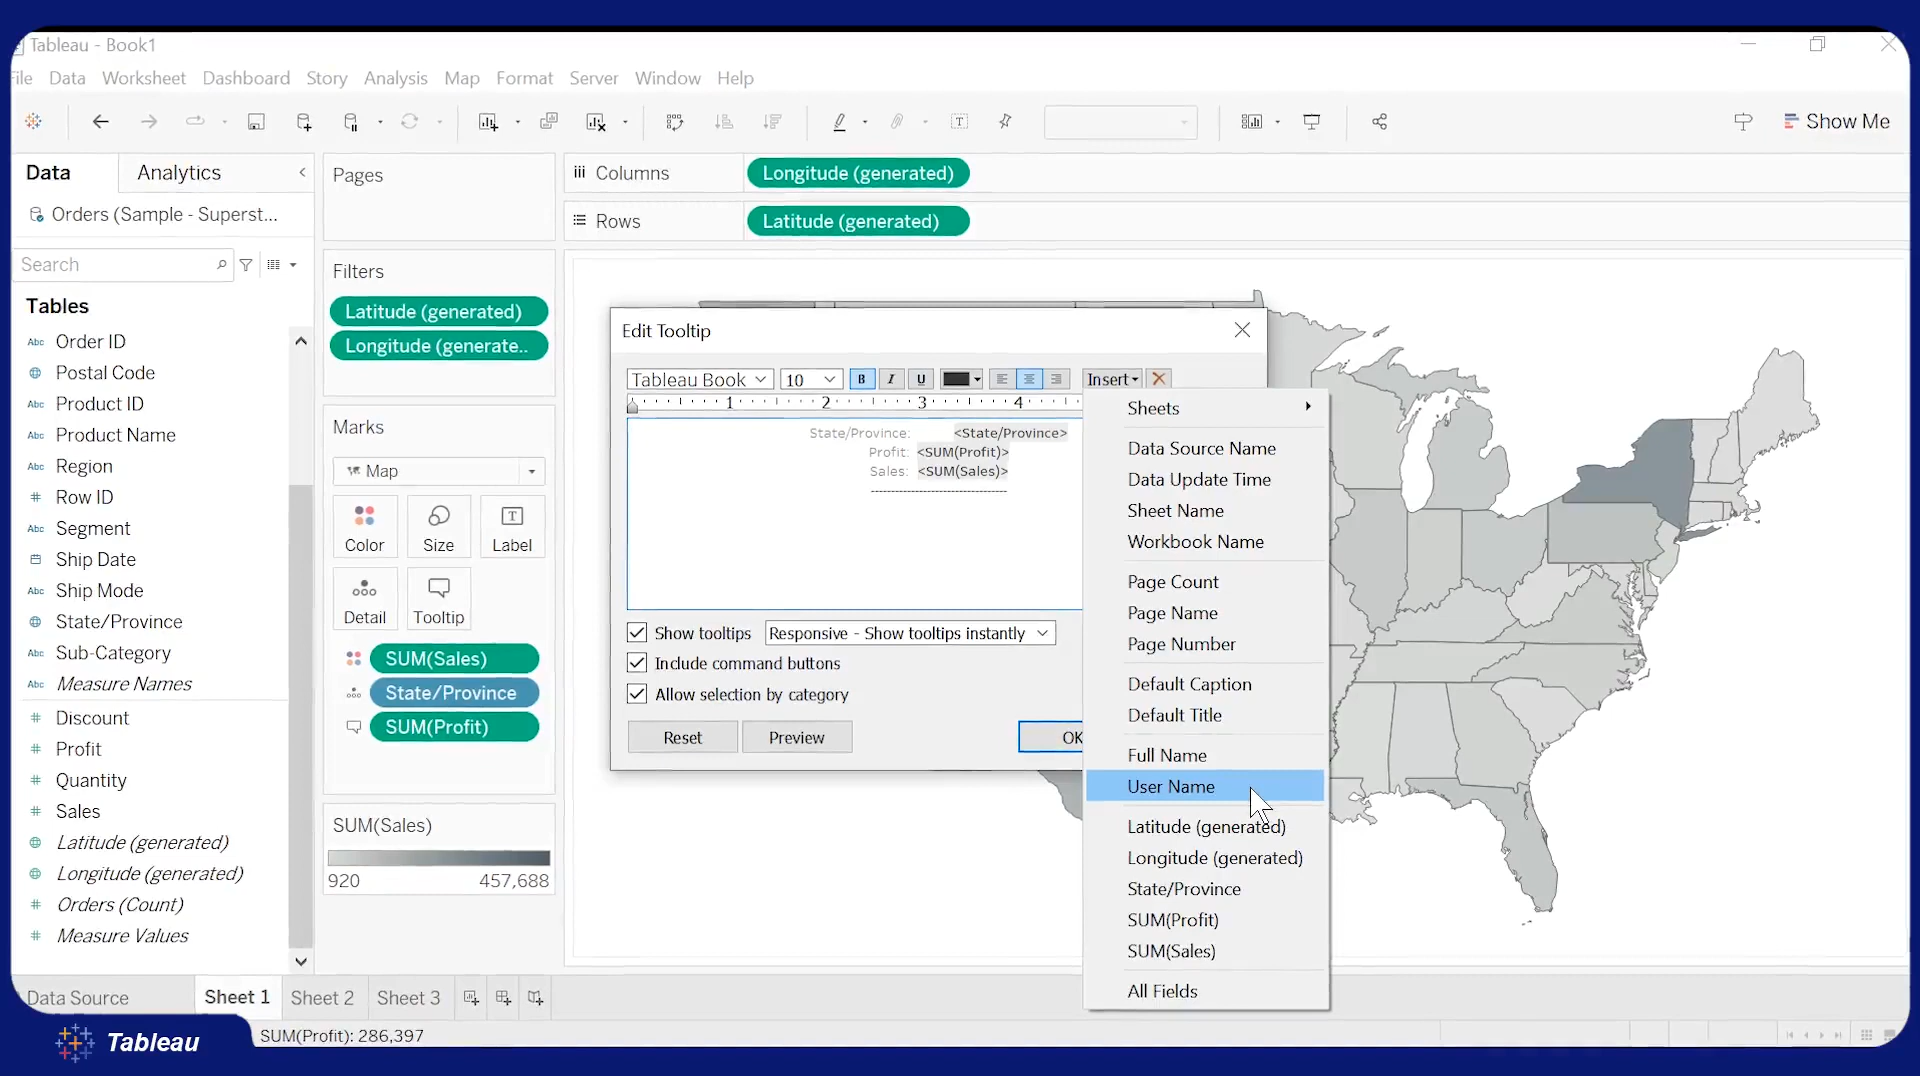 Tableau - Book1
File Data Worksheet Dashboard Story Analysis Map Format Server Window Help
Show Me
Data
Analytics
Orders (Sample - Superst...
Search
Tables
Abc Order ID
Postal Code
Abc Product ID
Abc Product Name
Abc Region
# Row ID
Abc Segment
Ship Date
Abc Ship Mode
State/Province
Abc Sub-Category
Abc Measure Names
# Discount
# Profit
# Quantity
# Sales
Latitude (generated)
Longitude (generated)
# Orders (Count)
# Measure Values
Pages
Filters
Latitude (generated)
Longitude (generate..
Marks
Map
Color
Size
Label
Detail
Tooltip
SUM(Sales)
State/Province
SUM(Profit)
SUM(Sales)
920
457,688
Columns
Longitude (generated)
Rows
Latitude (generated)
Edit Tooltip
Tableau Book
10
B
I
U
Insert
1 2 3 4
State/Province: <State/Province>
Profit: <SUM(Profit)>
Sales: <SUM(Sales)>
--------------------------------
Show tooltips
Responsive - Show tooltips instantly
Include command buttons
Allow selection by category
Reset
Preview
OK
Sheets
Data Source Name
Data Update Time
Sheet Name
Workbook Name
Page Count
Page Name
Page Number
Default Caption
Default Title
Full Name
User Name
Latitude (generated)
Longitude (generated)
State/Province
SUM(Profit)
SUM(Sales)
All Fields
Data Source
Sheet 1
Sheet 2
Sheet 3
Tableau
SUM(Profit): 286,397